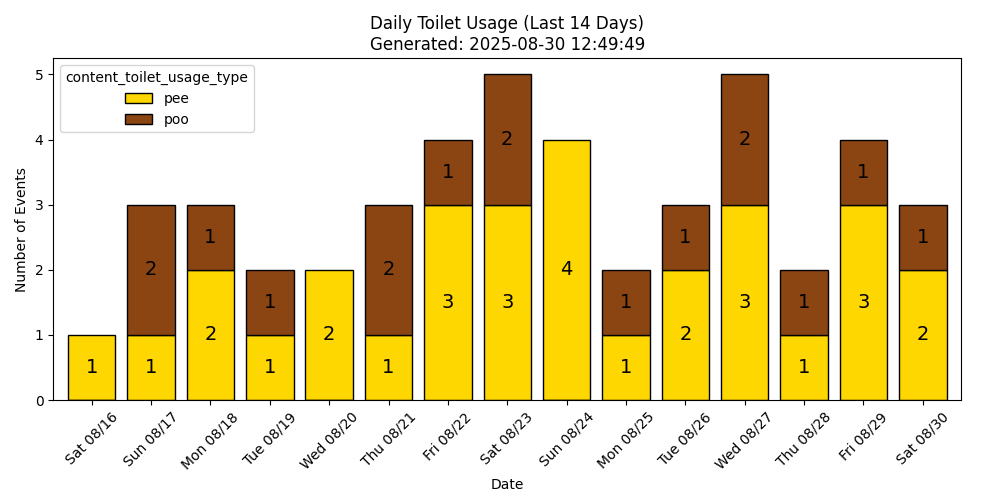 Daily Toilet Usage (Last 14 Days)
Generated: 2025-08-30 12:49:49
content_toilet_usage_type
pee
poo
Number of Events
5
4
3
2
1
0
1
1
2
2
1
1
1
2
1
2
3
1
3
2
4
1
1
2
1
3
2
1
1
3
1
2
1
Sat 08/16
Sun 08/17
Mon 08/18
Tue 08/19
Wed 08/20
Thu 08/21
Fri 08/22
Sat 08/23
Sun 08/24
Mon 08/25
Tue 08/26
Wed 08/27
Thu 08/28
Fri 08/29
Sat 08/30
Date